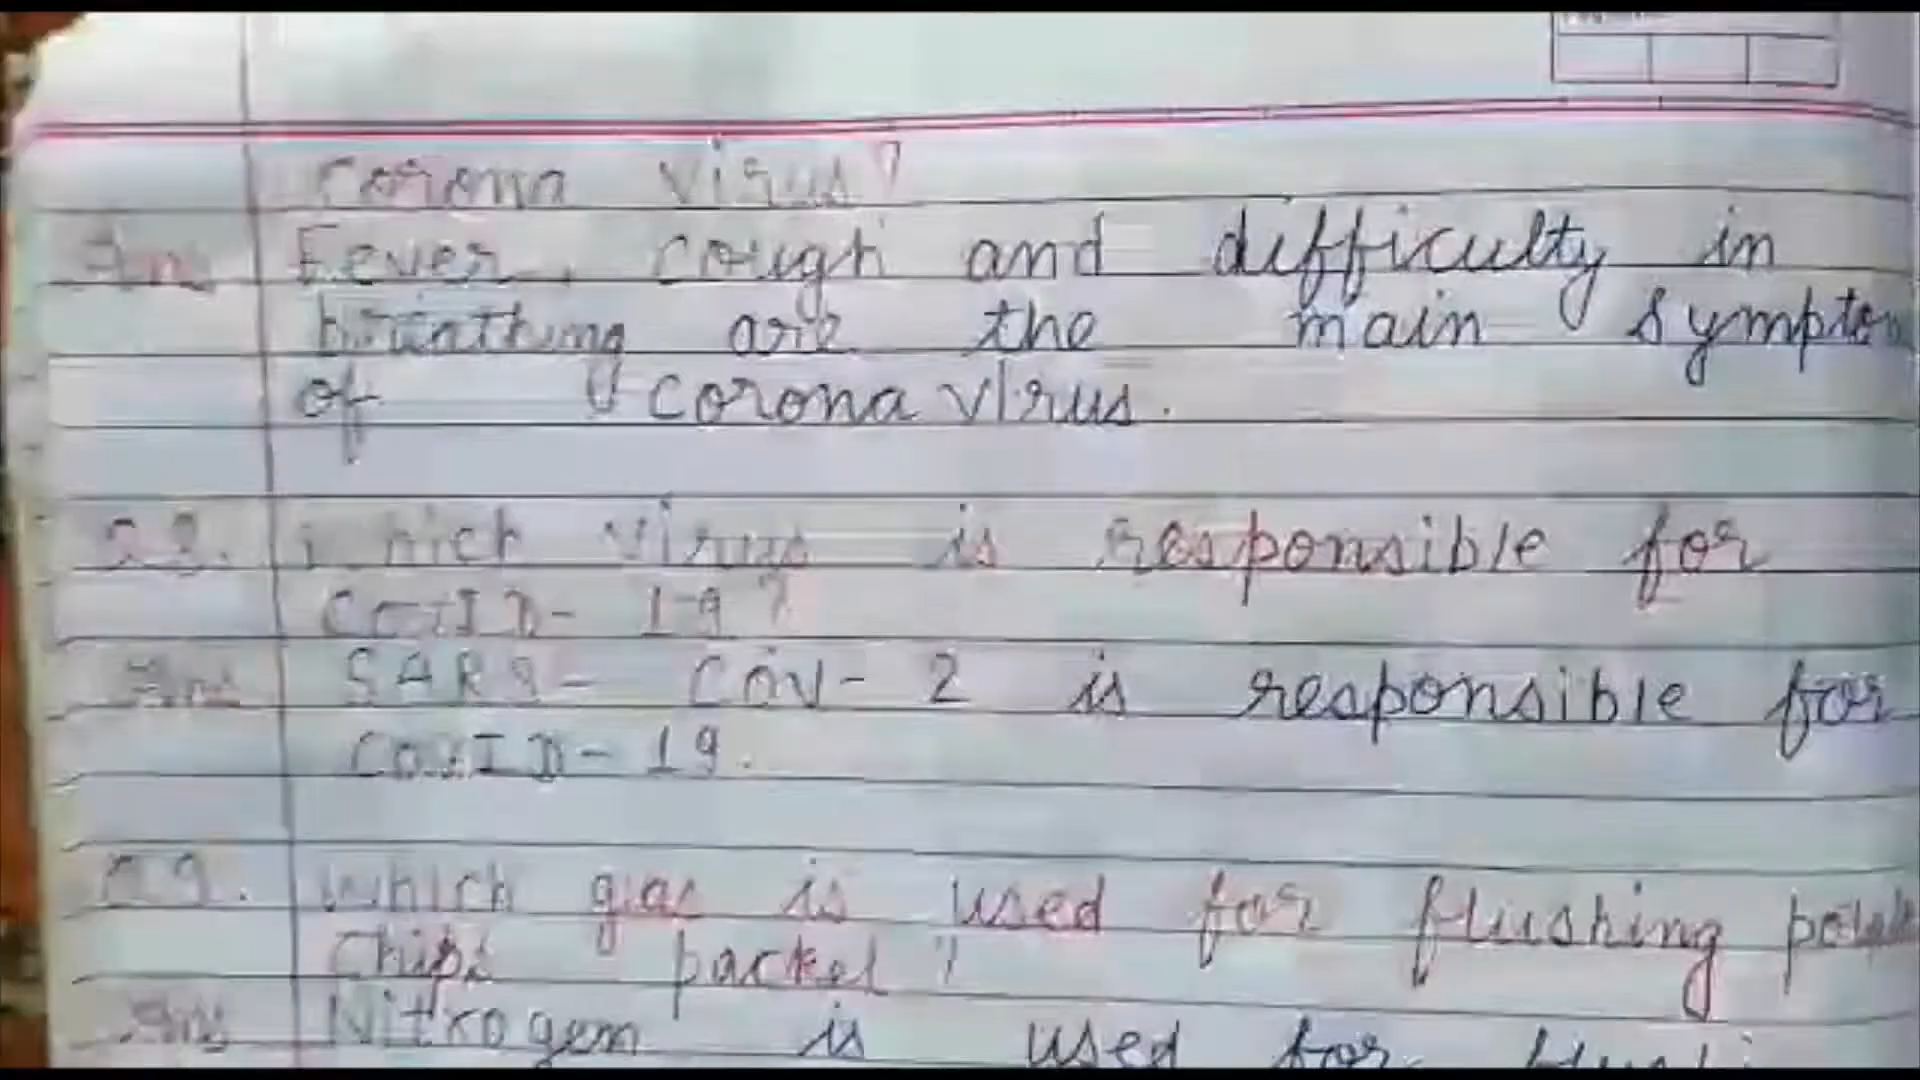 corona virus?
Ans Fever, cough and difficulty in
breathing are the main symptom
of corona virus.
which virus is responsible for
COVID-19?
Ans SARS-COV-2 is responsible for
COVID-19.
Q9. which gas is used for flushing
chips packet?
Ans Nitrogen is used for